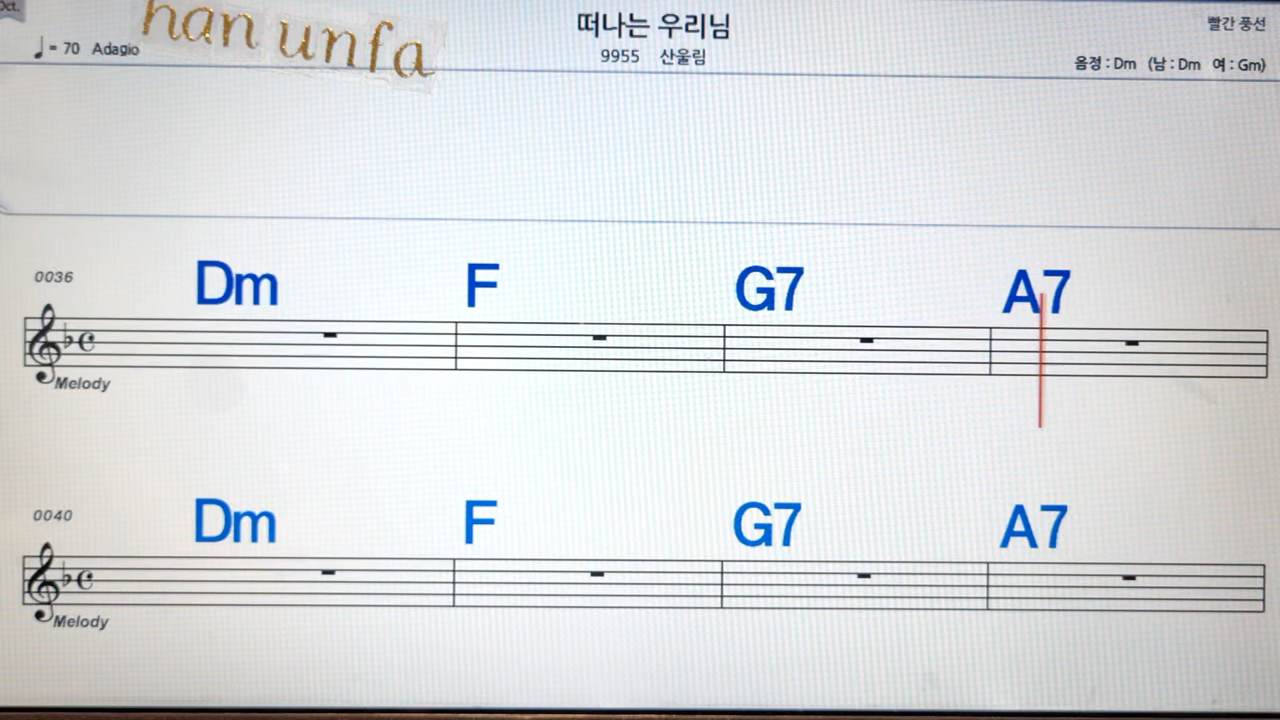 Oct.
han unfa
♩= 70 Adagio
떠나는 우리님
9955 산울림
빨간 풍선
음정 : Dm (남 : Dm 여 : Gm)
0036
Dm F G7 A7
Melody
0040
Dm F G7 A7
Melody